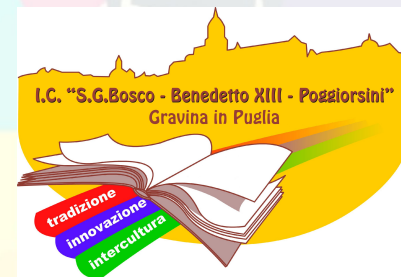 I.C. “S.G.Bosco - Benedetto XIII - Poggiorsini”
Gravina in Puglia
tradizione
innovazione
intercultura